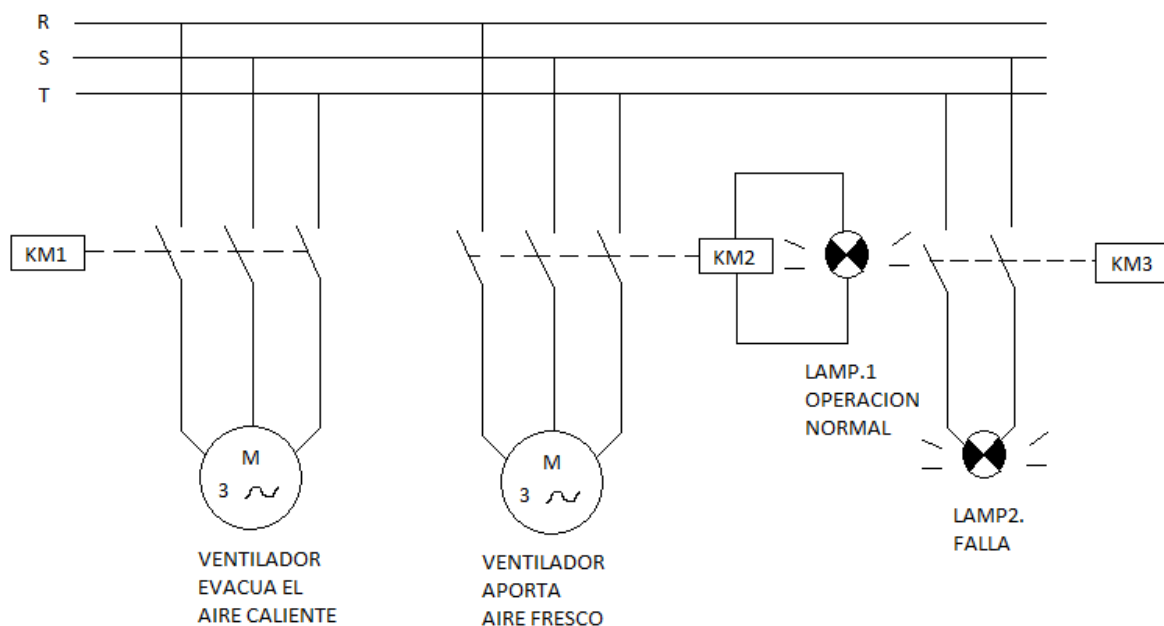 R
S
T
KM1
KM2
KM3
LAMP.1
OPERACION
NORMAL
M
3
M
3
LAMP2.
FALLA
VENTILADOR
EVACUA EL
AIRE CALIENTE
VENTILADOR
APORTA
AIRE FRESCO